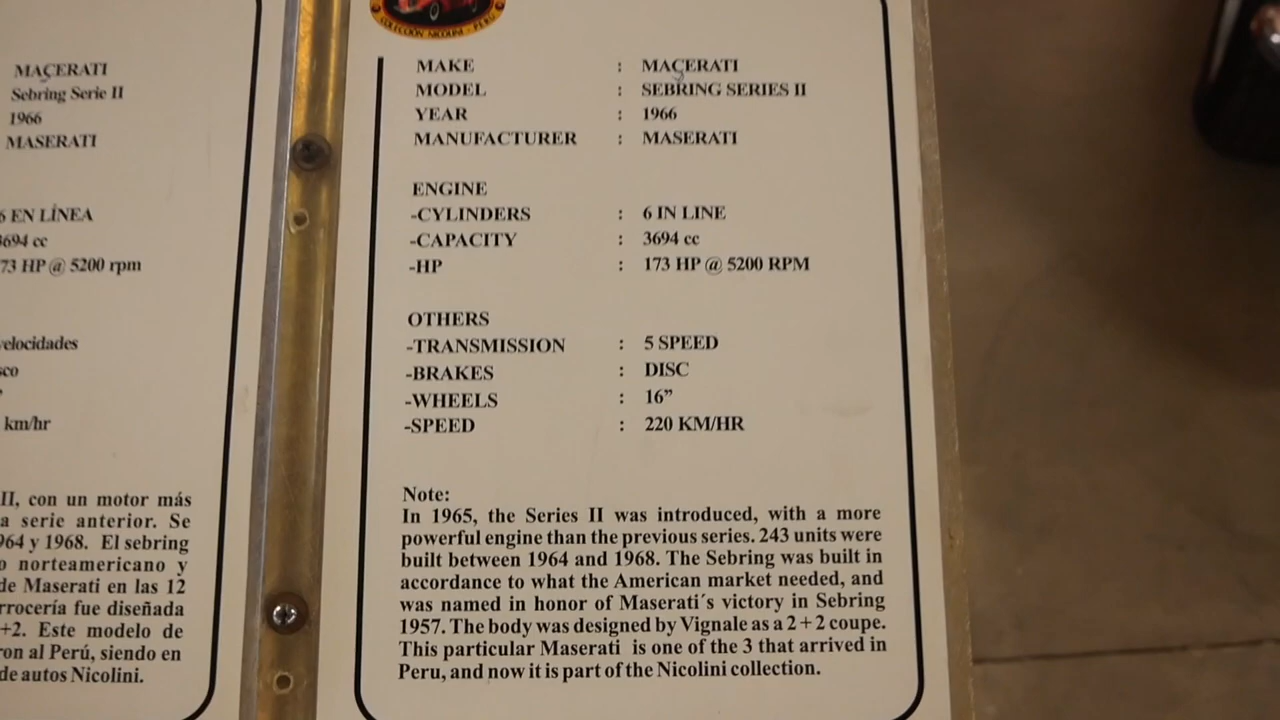 MAÇERATI
Sebring Serie II
1966
MASERATI
6 EN LÍNEA
3694 cc
73 HP @ 5200 rpm
velocidades
sco
km/hr
II, con un motor más
a serie anterior. Se
964 y 1968. El sebring
o norteamericano y
de Maserati en las 12
rrocería fue diseñada
+2. Este modelo de
ron al Perú, siendo en
de autos Nicolini.
COLECCIÓN NICOLINI - PERÚ
MAKE : MAÇERATI
MODEL : SEBRING SERIES II
YEAR : 1966
MANUFACTURER : MASERATI
ENGINE
-CYLINDERS : 6 IN LINE
-CAPACITY : 3694 cc
-HP : 173 HP @ 5200 RPM
OTHERS
-TRANSMISSION : 5 SPEED
-BRAKES : DISC
-WHEELS : 16”
-SPEED : 220 KM/HR
Note:
In 1965, the Series II was introduced, with a more
powerful engine than the previous series. 243 units were
built between 1964 and 1968. The Sebring was built in
accordance to what the American market needed, and
was named in honor of Maserati´s victory in Sebring
1957. The body was designed by Vignale as a 2+2 coupe.
This particular Maserati is one of the 3 that arrived in
Peru, and now it is part of the Nicolini collection.